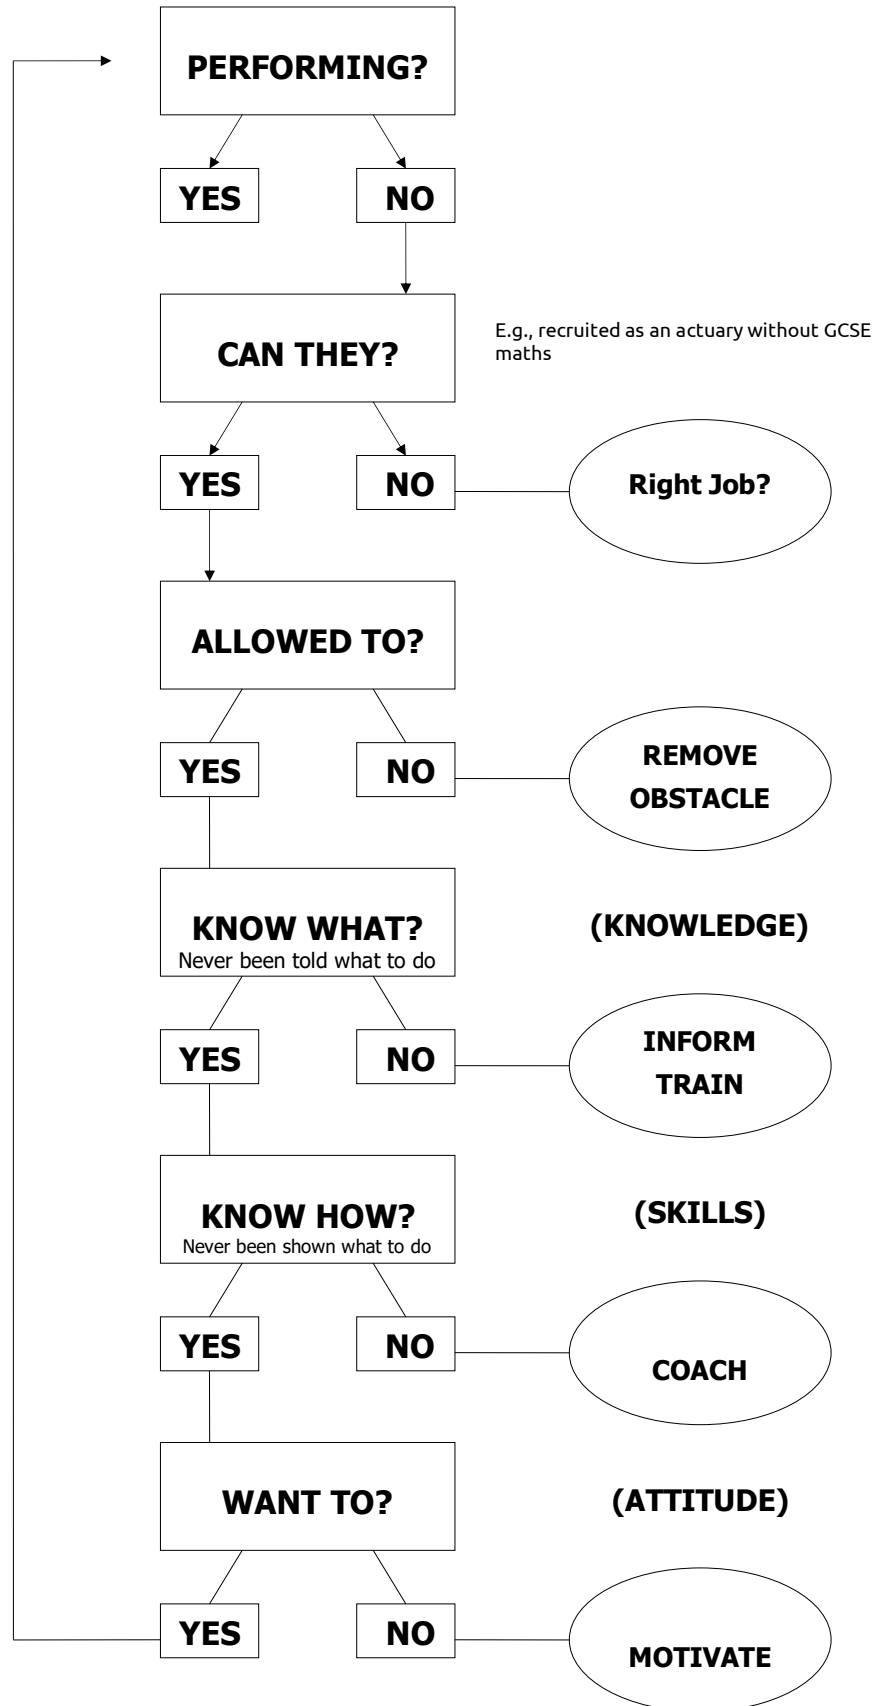 PERFORMING?
YES
NO
CAN THEY?
E.g., recruited as an actuary without GCSE
maths
YES
NO
Right Job?
ALLOWED TO?
YES
NO
REMOVE
OBSTACLE
KNOW WHAT?
Never been told what to do
(KNOWLEDGE)
YES
NO
INFORM
TRAIN
KNOW HOW?
Never been shown what to do
(SKILLS)
YES
NO
COACH
WANT TO?
(ATTITUDE)
YES
NO
MOTIVATE